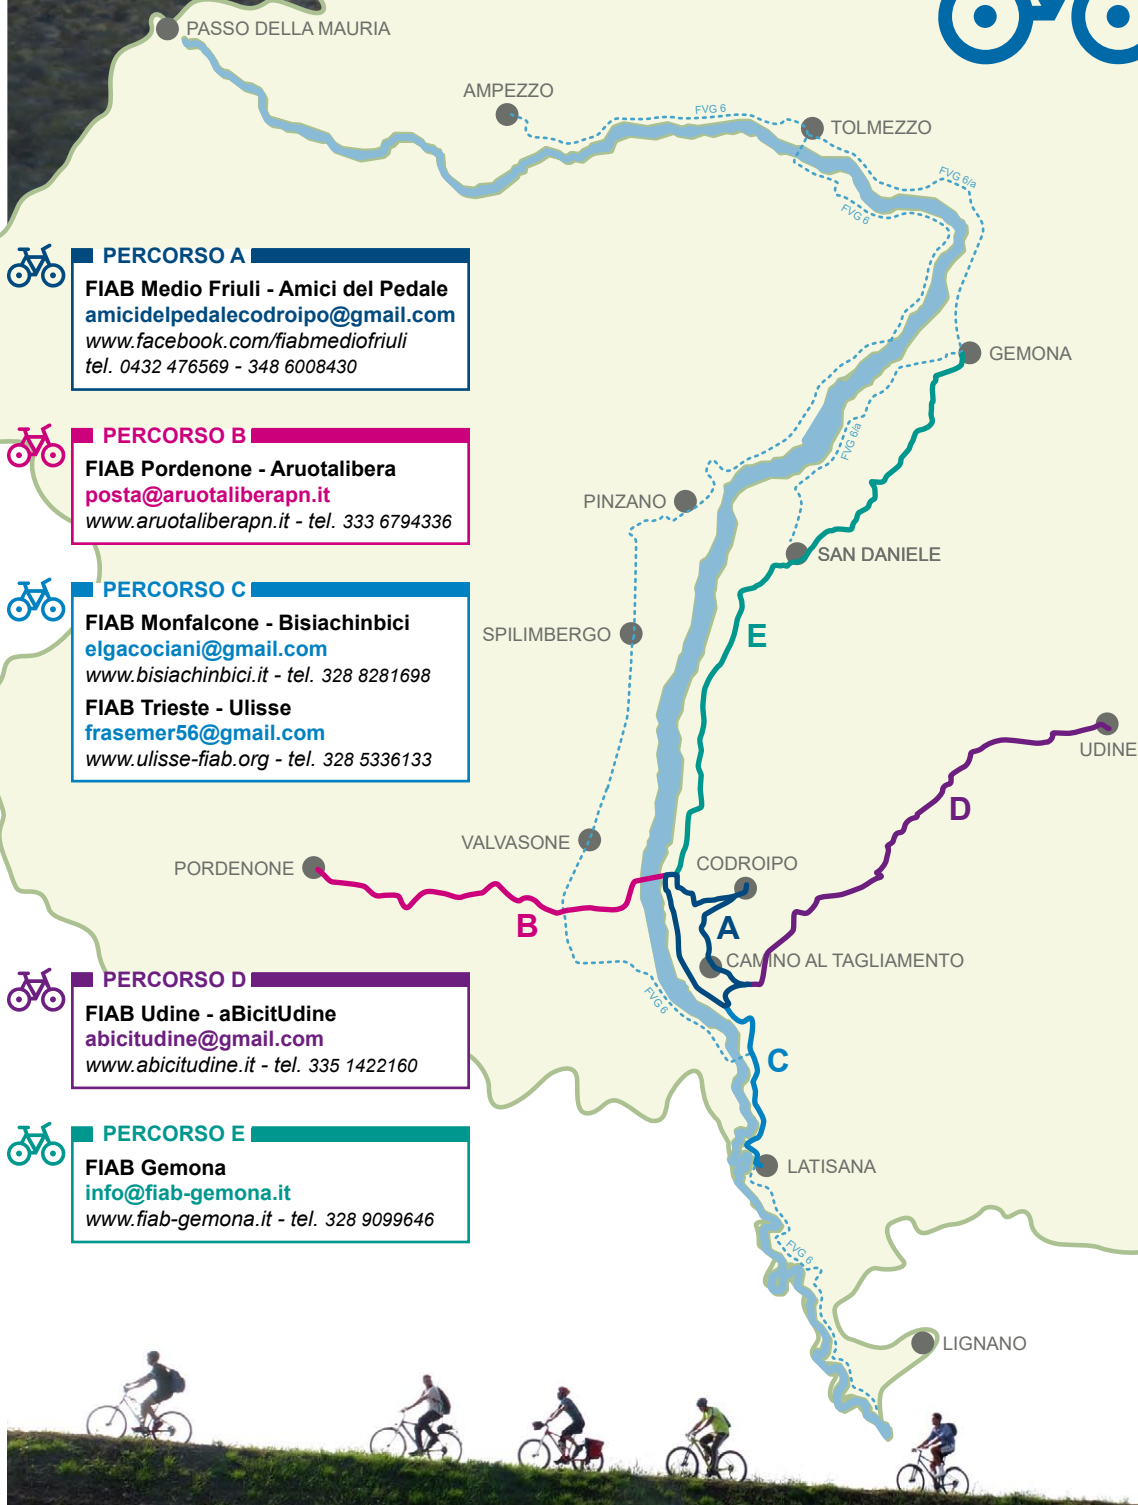 PASSO DELLA MAURIA
AMPEZZO
FVG 6
TOLMEZZO
FVG 6/a
FVG 6
PERCORSO A
FIAB Medio Friuli - Amici del Pedale
amicidelpedalecodroipo@gmail.com
www.facebook.com/fiabmediofriuli
tel. 0432 476569 - 348 6008430
GEMONA
FVG 6/a
PERCORSO B
FIAB Pordenone - Aruotalibera
posta@aruotaliberapn.it
www.aruotaliberapn.it - tel. 333 6794336
PINZANO
SAN DANIELE
PERCORSO C
FIAB Monfalcone - Bisiachinbici
elgacociani@gmail.com
www.bisiachinbici.it - tel. 328 8281698
FIAB Trieste - Ulisse
frasemer56@gmail.com
www.ulisse-fiab.org - tel. 328 5336133
SPILIMBERGO
E
UDINE
D
VALVASONE
PORDENONE
CODROIPO
B
A
CAMINO AL TAGLIAMENTO
FVG 6
PERCORSO D
FIAB Udine - aBicitUdine
abicitudine@gmail.com
www.abicitudine.it - tel. 335 1422160
C
PERCORSO E
FIAB Gemona
info@fiab-gemona.it
www.fiab-gemona.it - tel. 328 9099646
LATISANA
FVG 6
LIGNANO